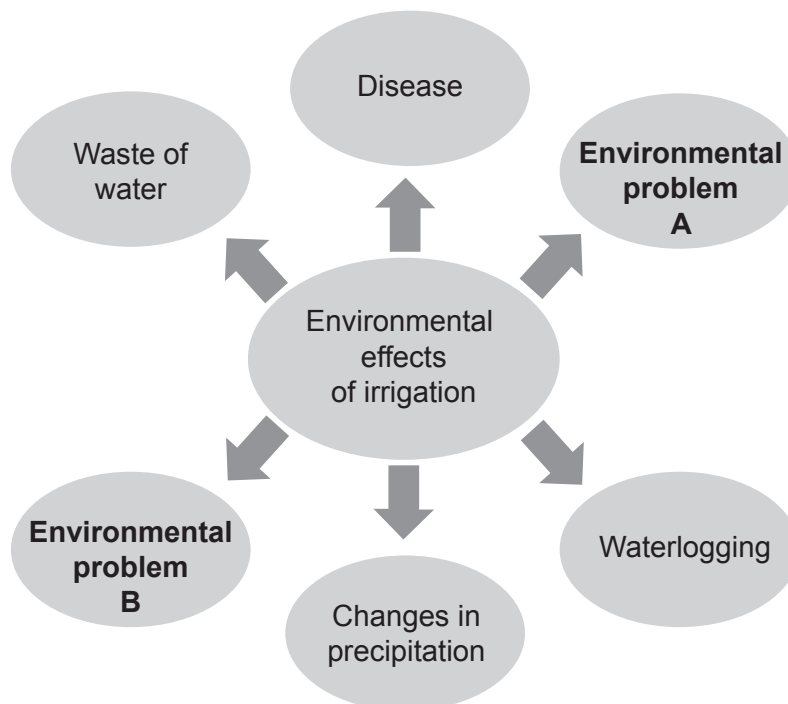 Disease
Waste of
water
Environmental
problem
A
Environmental
effects
of irrigation
Environmental
problem
B
Waterlogging
Changes in
precipitation